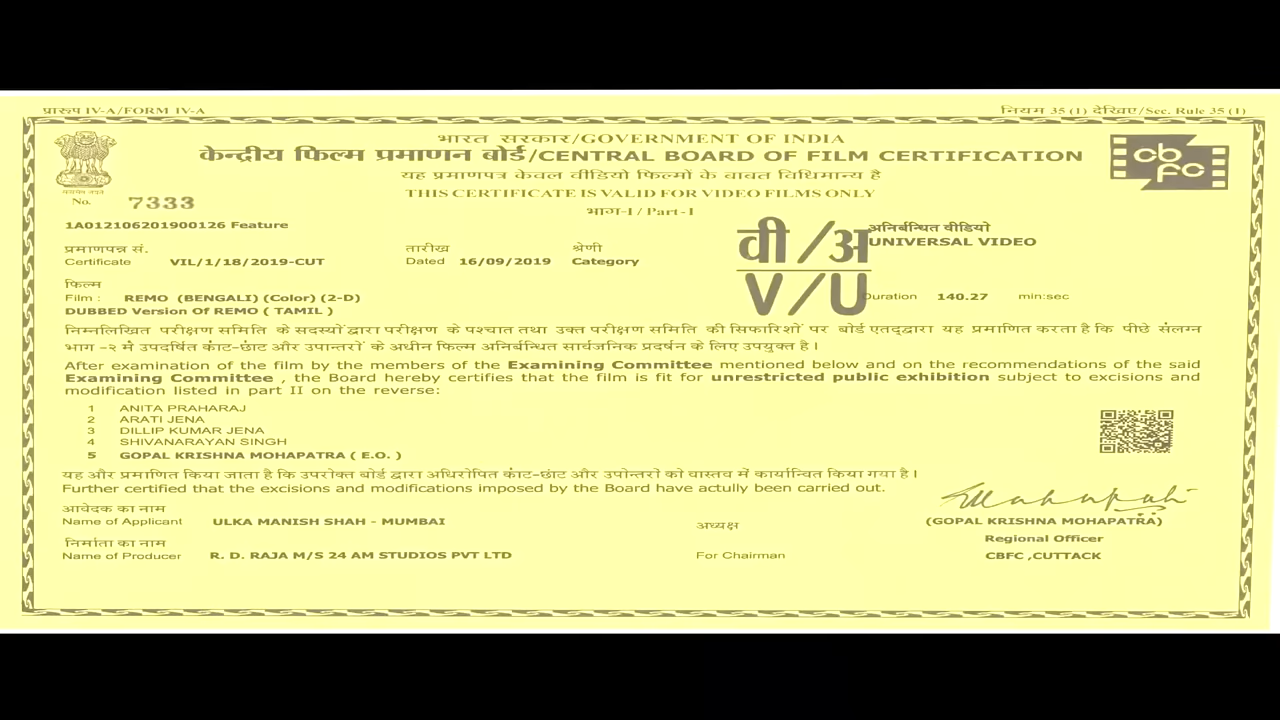 प्रारूप IV-A/FORM IV-A
नियम 35 (1) देखिए/Sec. Rule 35 (1)
भारत सरकार/GOVERNMENT OF INDIA
केन्द्रीय फिल्म प्रमाणन बोर्ड/CENTRAL BOARD OF FILM CERTIFICATION
cb
fc
यह प्रमाणपत्र केवल वीडियो फिल्मों के वावत विधिमान्य है
सत्यमेव जयते
THIS CERTIFICATE IS VALID FOR VIDEO FILMS ONLY
No. 7333
भाग-I / Part-I
1A012106201900126 Feature
वी/अ
अनिर्बन्धित वीडियो
UNIVERSAL VIDEO
प्रमाणपत्र सं. तारीख श्रेणी
Certificate VIL/1/18/2019-CUT Dated 16/09/2019 Category
V/U
फिल्म
Film : REMO (BENGALI) (Color) (2-D) Duration 140.27 min:sec
DUBBED Version Of REMO ( TAMIL )
निम्नलिखित परीक्षण समिति के सदस्यों द्वारा परीक्षण के पश्चात तथा उक्त परीक्षण समिति की सिफारिशों पर बोर्ड एतद्द्वारा यह प्रमाणित करता है कि पीछे संलग्न
भाग -२ में उपदर्षित कांट-छांट और उपान्तरों के अधीन फिल्म अनिर्बन्धित सार्वजनिक प्रदर्षन के लिए उपयुक्त है ।
After examination of the film by the members of the Examining Committee mentioned below and on the recommendations of the said
Examining Committee , the Board hereby certifies that the film is fit for unrestricted public exhibition subject to excisions and
modification listed in part II on the reverse:
1 ANITA PRAHARAJ
2 ARATI JENA
3 DILLIP KUMAR JENA
4 SHIVANARAYAN SINGH
5 GOPAL KRISHNA MOHAPATRA ( E.O. )
यह और प्रमाणित किया जाता है कि उपरोक्त बोर्ड द्वारा अधिरोपित कांट-छांट और उपोन्तरों को वास्तव में कार्यान्वित किया गया है ।
Further certified that the excisions and modifications imposed by the Board have actully been carried out.
आवेदक का नाम
Name of Applicant ULKA MANISH SHAH - MUMBAI
अध्यक्ष
(GOPAL KRISHNA MOHAPATRA)
Regional Officer
निर्माता का नाम
Name of Producer R. D. RAJA M/S 24 AM STUDIOS PVT LTD
For Chairman
CBFC ,CUTTACK